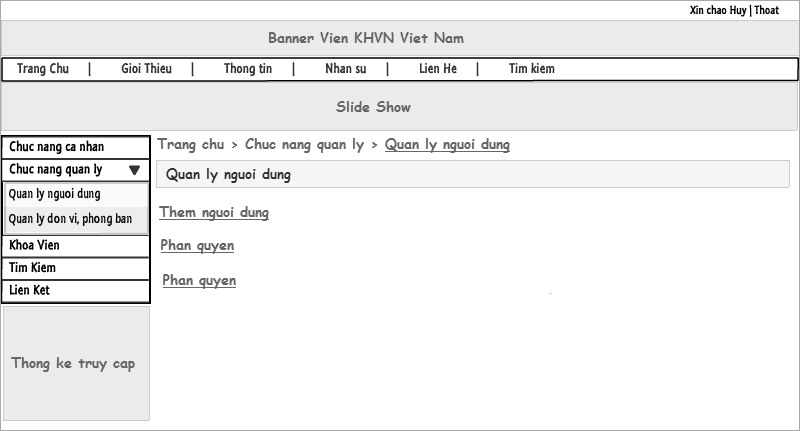 Xin chao Huy | Thoat
Banner Vien KHVN Viet Nam
Trang Chu | Gioi Thieu | Thong tin | Nhan su | Lien He | Tim kiem
Slide Show
Chuc nang ca nhan
Chuc nang quan ly
Quan ly nguoi dung
Quan ly don vi, phong ban
Khoa Vien
Tim Kiem
Lien Ket
Thong ke truy cap
Trang chu > Chuc nang quan ly > Quan ly nguoi dung
Quan ly nguoi dung
Them nguoi dung
Phan quyen
Phan quyen